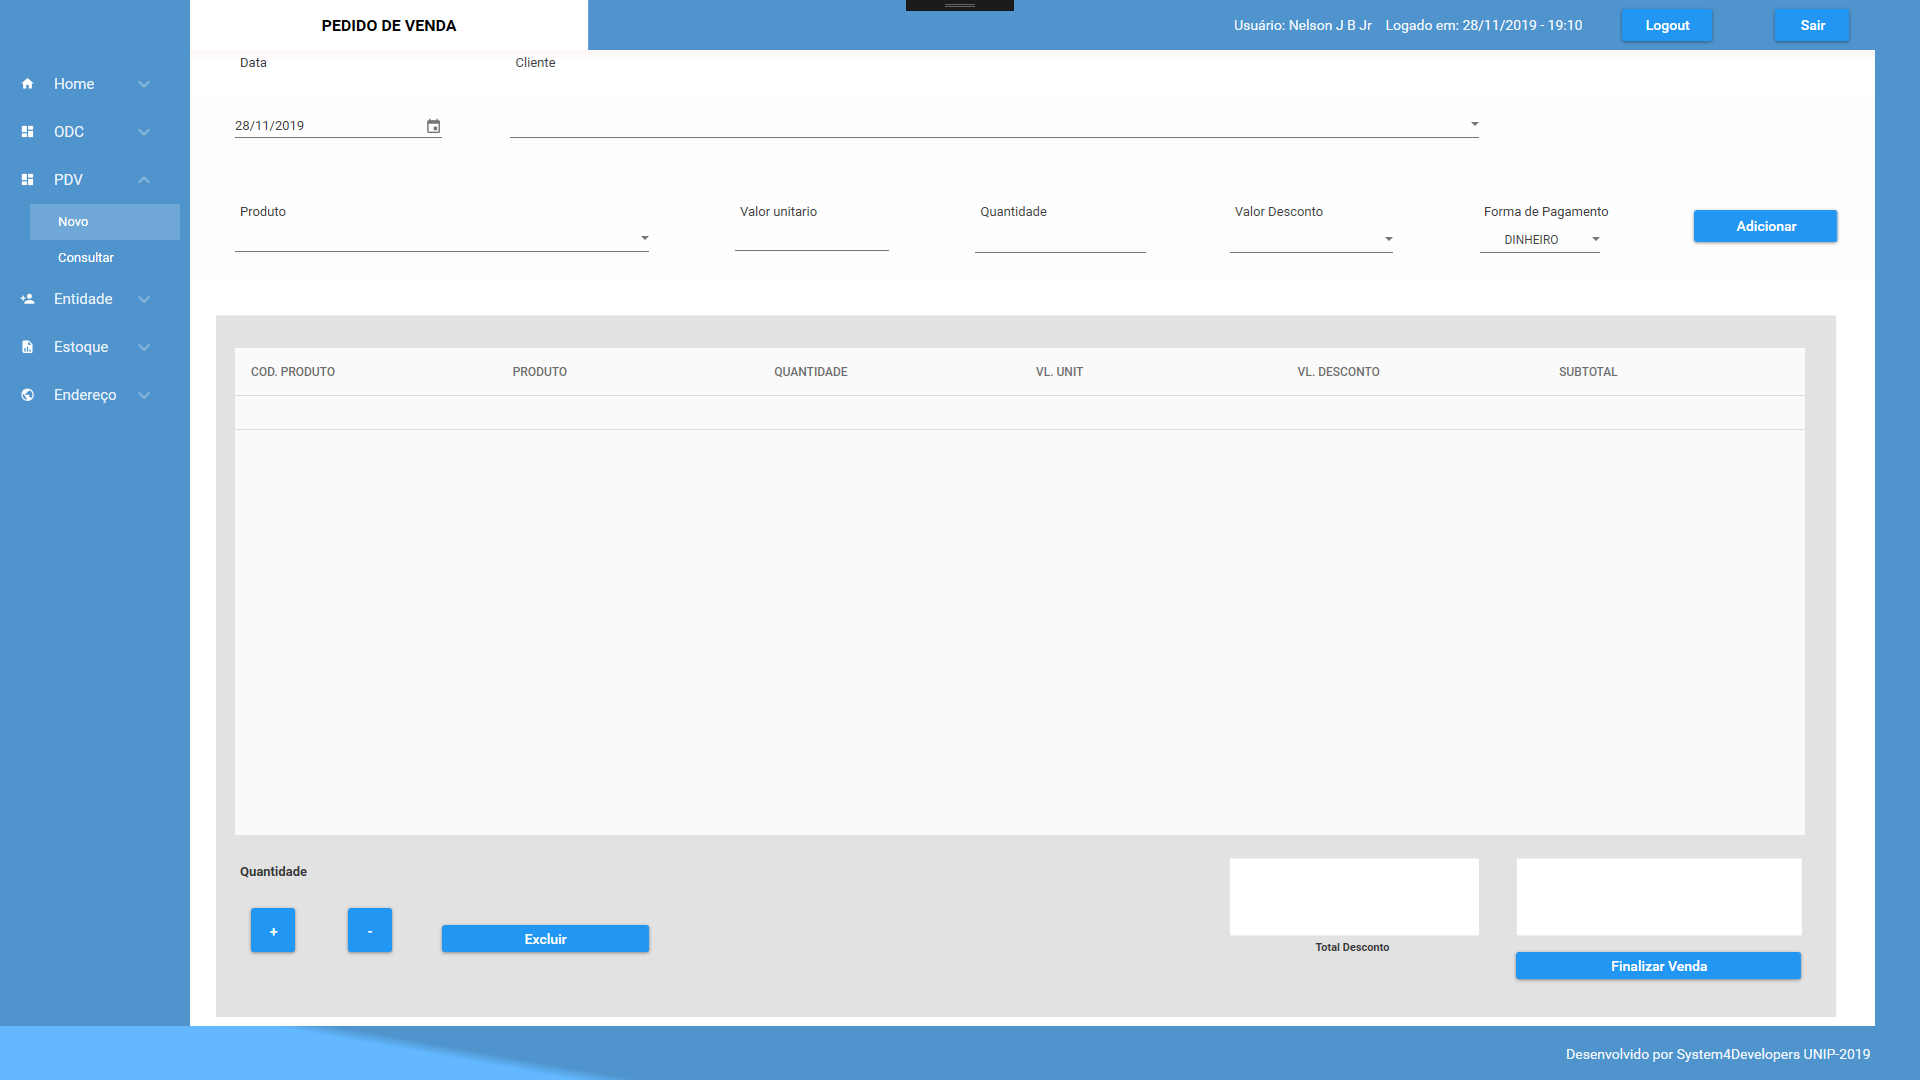 PEDIDO DE VENDA
Usuário: Nelson J B Jr Logado em: 28/11/2019 - 19:10
Logout
Sair
Home
ODC
PDV
Novo
Consultar
Entidade
Estoque
Endereço
Data
Cliente
28/11/2019
Produto
Valor unitario
Quantidade
Valor Desconto
Forma de Pagamento
DINHEIRO
Adicionar
COD. PRODUTO
PRODUTO
QUANTIDADE
VL. UNIT
VL. DESCONTO
SUBTOTAL
Quantidade
+
-
Excluir
Total Desconto
Finalizar Venda
Desenvolvido por System4Developers UNIP-2019